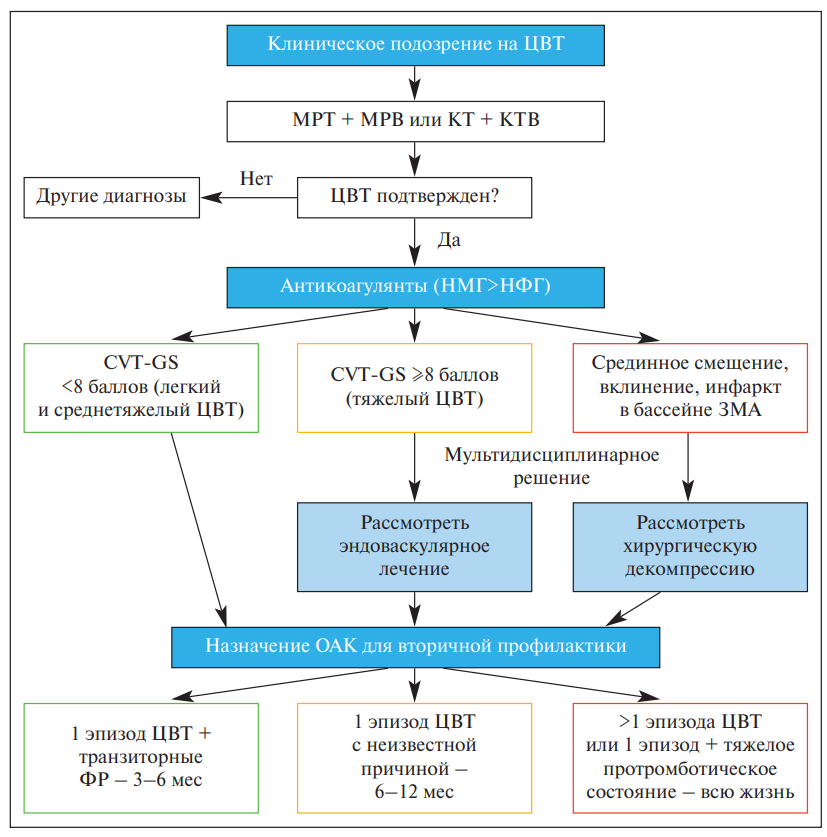 Клиническое подозрение на ЦВТ
МРТ + МРВ или КТ + КТВ
Нет
Другие диагнозы
ЦВТ подтвержден?
Да
Антикоагулянты (НМГ>НФГ)
CVT-GS
<8 баллов (легкий
и среднетяжелый ЦВТ)
CVT-GS ⩾8 баллов
(тяжелый ЦВТ)
Срединное смещение,
вклинение, инфаркт
в бассейне ЗМА
Мультидисциплинарное
решение
Рассмотреть
эндоваскулярное
лечение
Рассмотреть
хирургическую
декомпрессию
Назначение ОАК для вторичной профилактики
1 эпизод ЦВТ +
транзиторные
ФР – 3–6 мес
1 эпизод ЦВТ
с неизвестной
причиной –
6–12 мес
>1 эпизода ЦВТ
или 1 эпизод + тяжелое
протромботическое
состояние – всю жизнь